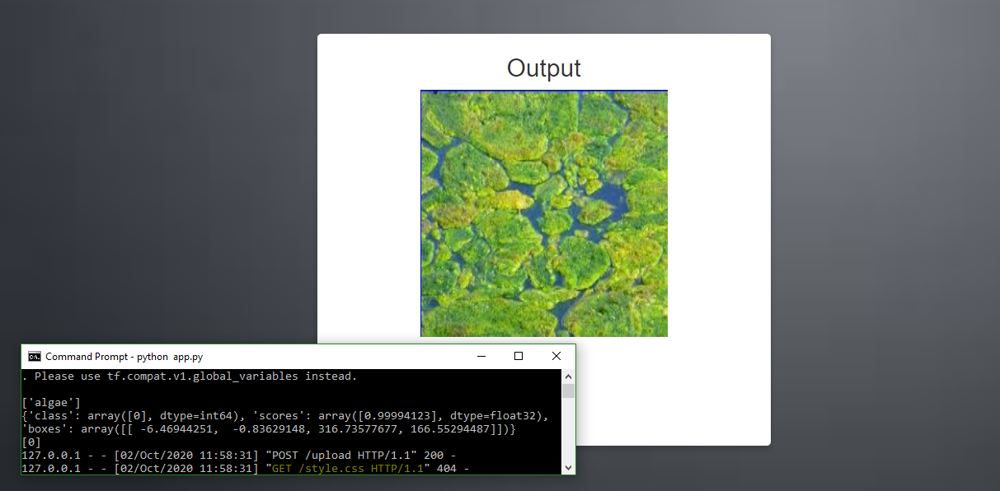 Output
Command Prompt - python  app.py
. Please use tf.compat.v1.global_variables instead.
['algae']
{'class': array([0], dtype=int64), 'scores': array([0.99994123], dtype=float32),
'boxes': array([[ -6.46944251,  -0.83629148, 316.73577677, 166.55294487]])}
[0]
127.0.0.1 - - [02/Oct/2020 11:58:31] "POST /upload HTTP/1.1" 200 -
127.0.0.1 - - [02/Oct/2020 11:58:31] "GET /style.css HTTP/1.1" 404 -